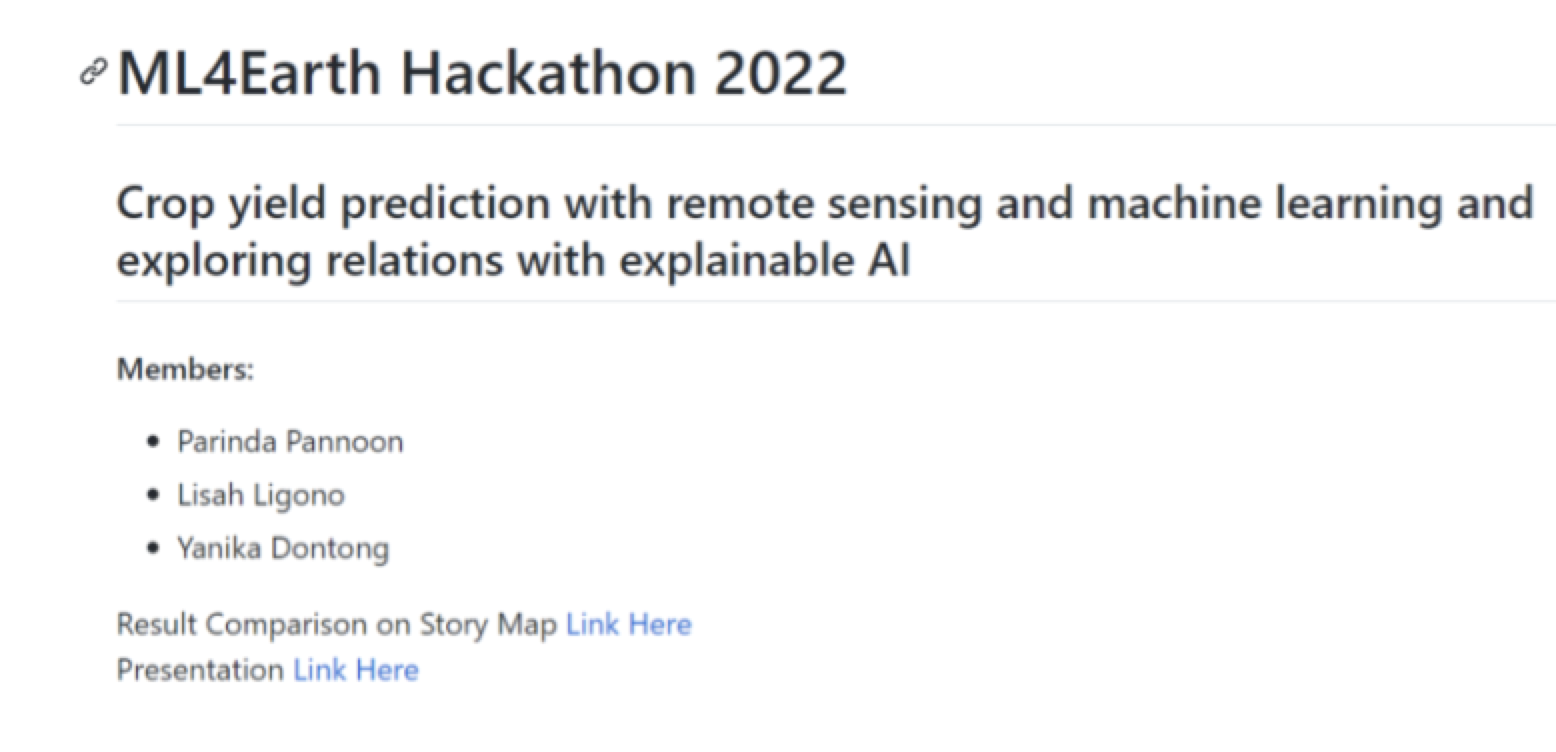 ML4Earth Hackathon 2022
Crop yield prediction with remote sensing and machine learning and
exploring relations with explainable AI
Members:
• Parinda Pannoon
• Lisah Ligono
• Yanika Dontong
Result Comparison on Story Map Link Here
Presentation Link Here